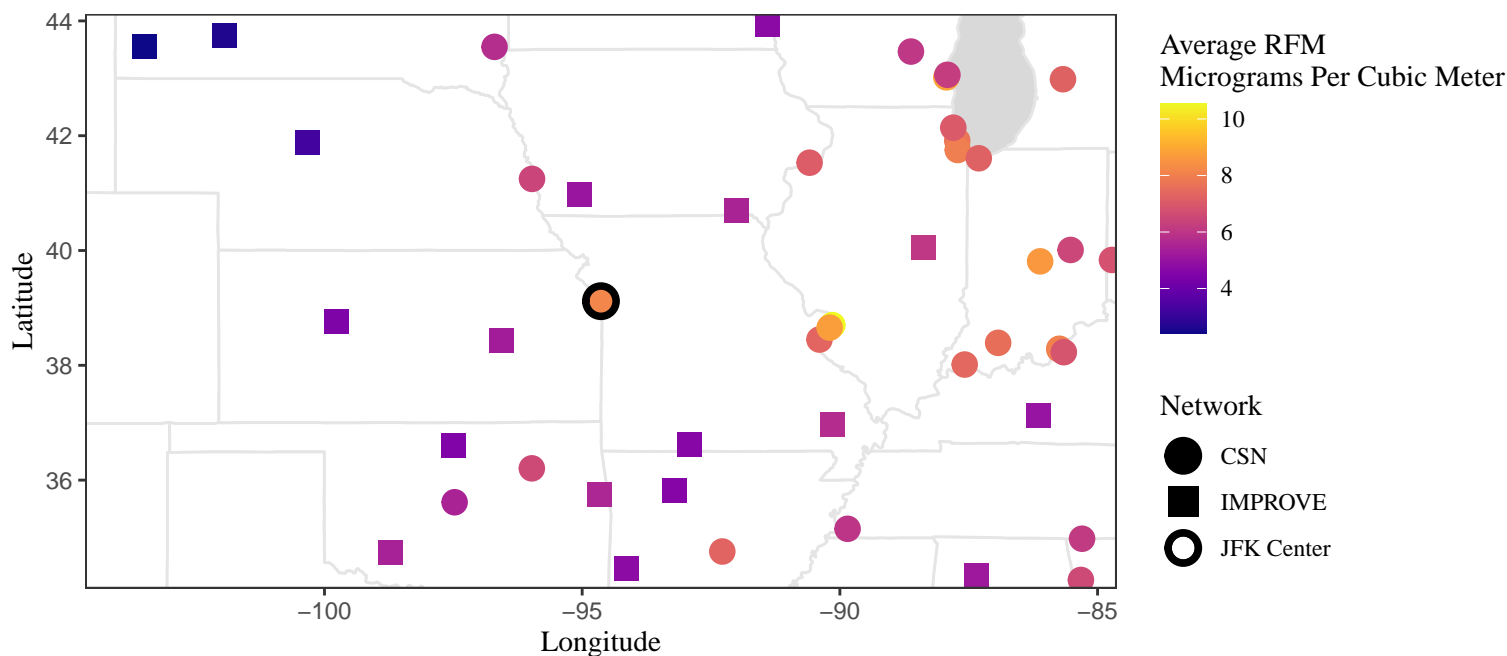 44
42
40
38
36
Latitude
−100
−95
−90
−85
Longitude
Average RFM
Micrograms Per Cubic Meter
10
8
6
4
Network
CSN
IMPROVE
JFK Center